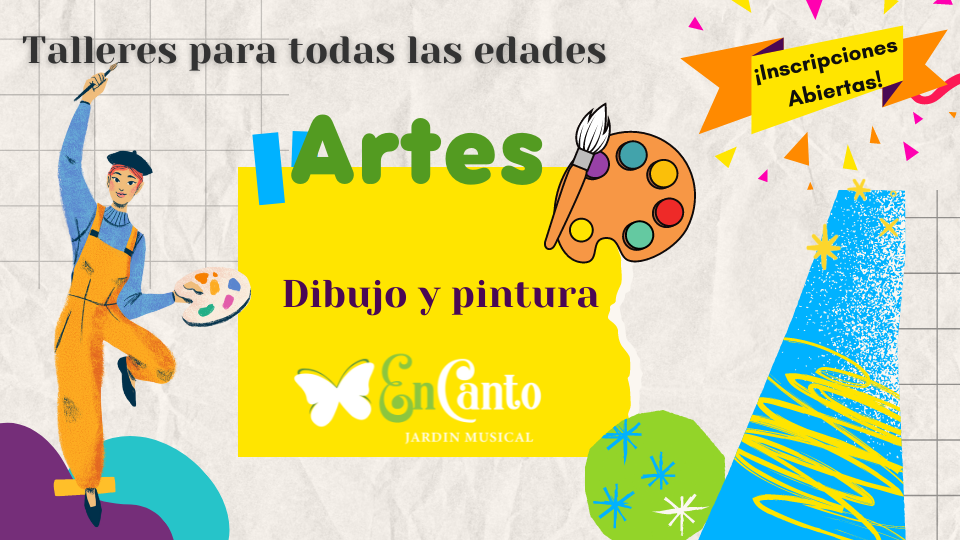 Talleres para todas las edades
¡Inscripciones
Abiertas!
Artes
Dibujo y pintura
EnCanto
JARDIN MUSICAL